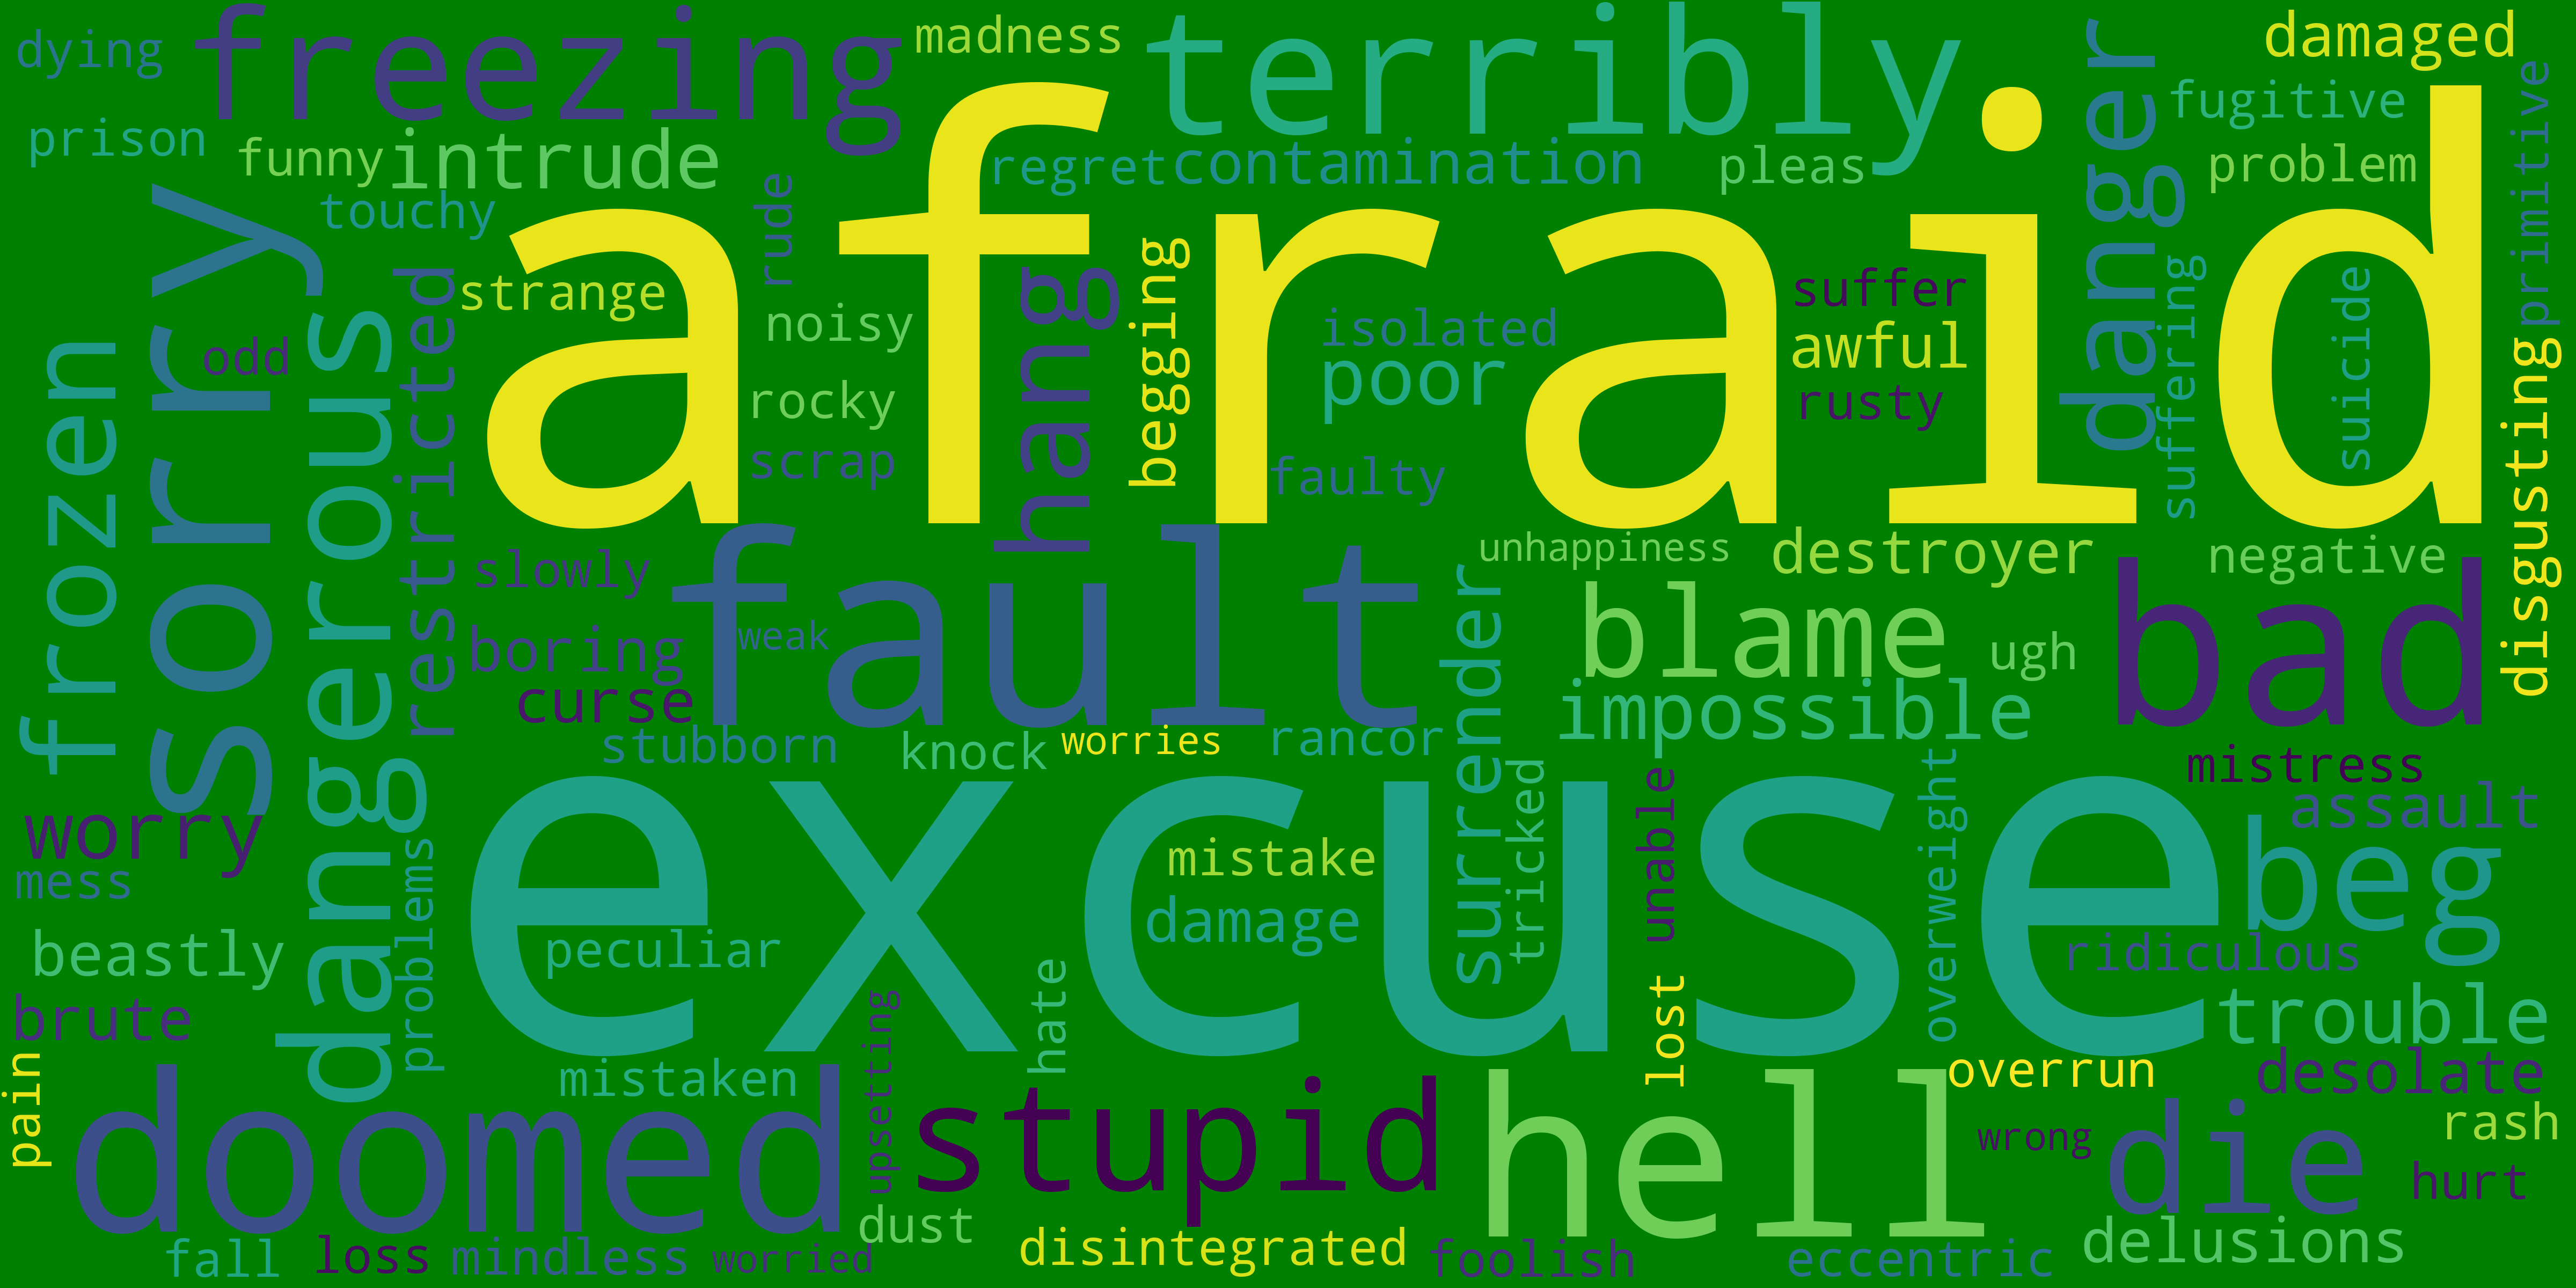 dying
freezing
madness
terribly
damaged
prison
funny
intrude
touchy
rude
regret
contamination
pleas
danger
fugitive
problem
primitive
afraid
sorry
frozen
odd
dangerous
restricted
strange
noisy
rocky
scrap
hang
begging
isolated
poor
faulty
suffer
awful
rusty
suffering
suicide
disgusting
slowly
fault
boring
weak
curse
stubborn
knock
worries
rancor
surrender
unhappiness
destroyer
negative
blame
ugh
bad
impossible
mistress
assault
worry
mess
problems
excuse
mistake
damage
tricked
unable
overweight
beg
beastly
peculiar
ridiculous
brute
hate
lost
trouble
pain
mistaken
upsetting
overrun
desolate
doomed
stupid
hell
wrong
die
rash
hurt
dust
fall
loss
mindless
worried
disintegrated
foolish
eccentric
delusions